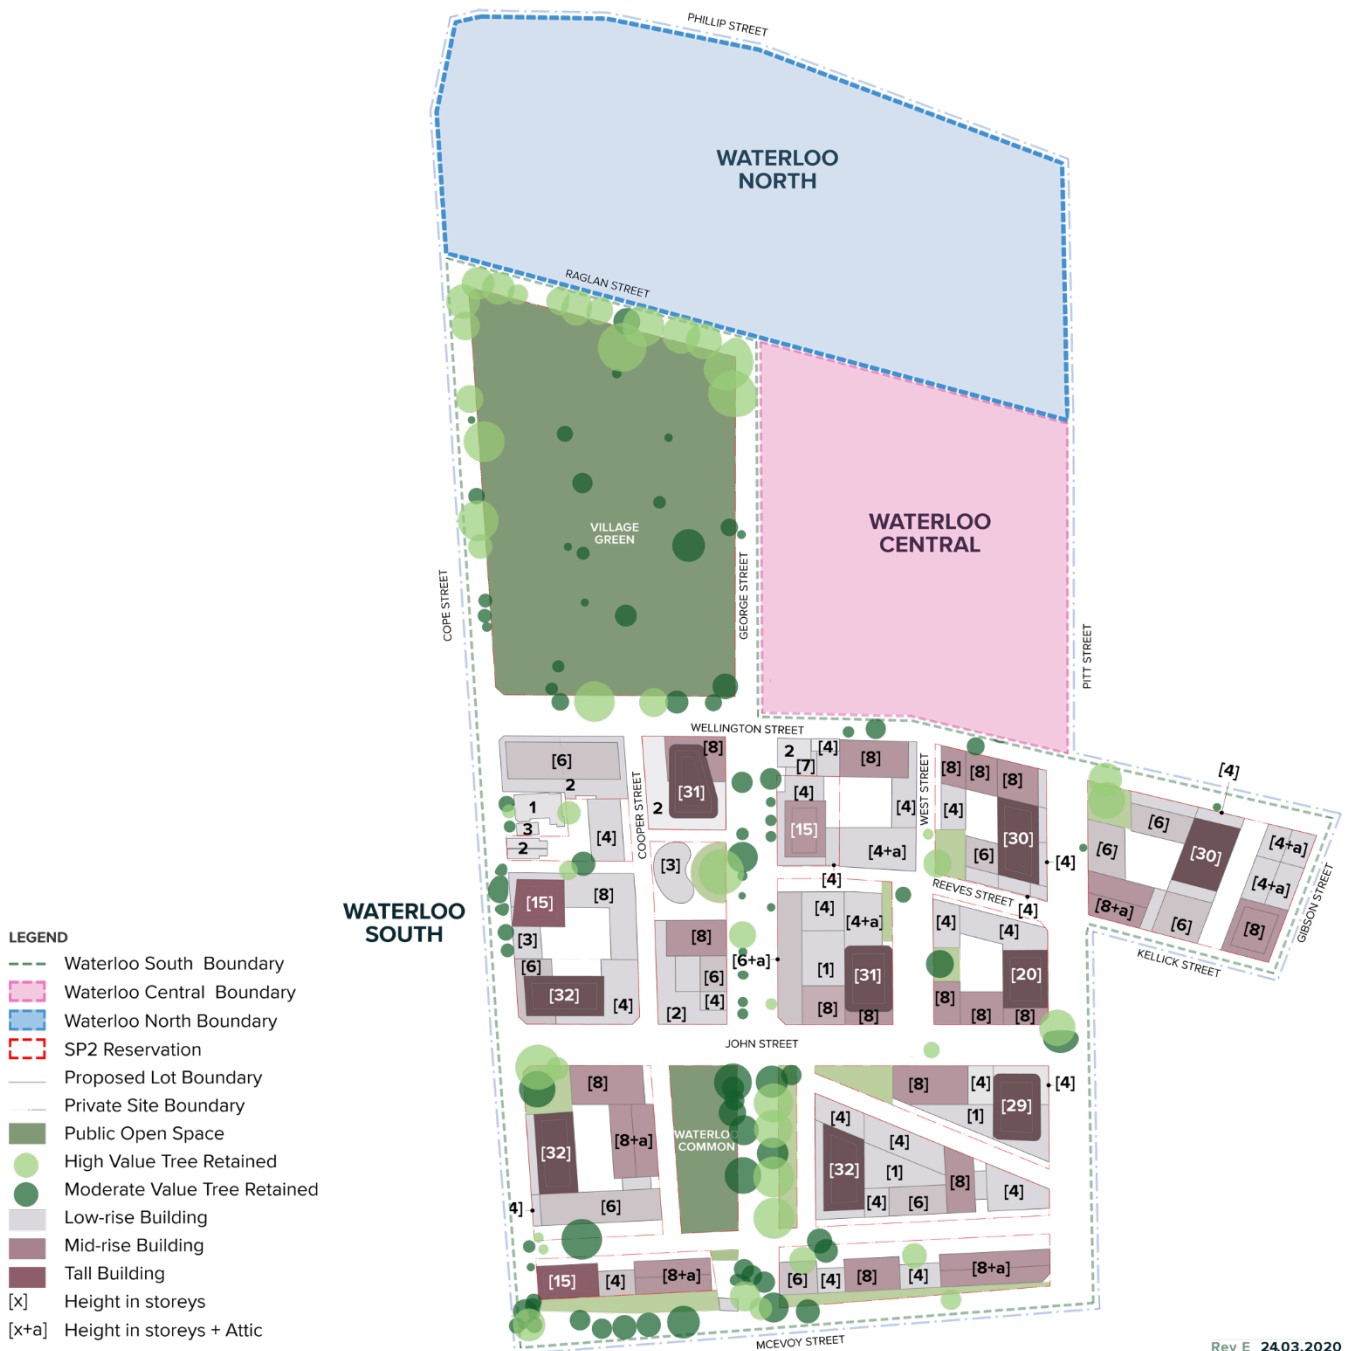 PHILLIP STREET
WATERLOO
NORTH
RAGLAN STREET
VILLAGE
GREEN
WATERLOO
CENTRAL
COPE STREET
GEORGE STREET
PITT STREET
WELLINGTON STREET
[6]
2
1
3
2
[4]
COOPER STREET
[8]
[31]
2
[3]
2
[4]
[7]
[8]
[4]
[15]
[4]
[4+a]
[4]
WEST STREET
[8]
[8]
[8]
[4]
[30]
[6]
[4]
REEVES STREET
[4]
[4]
[6]
[6]
[30]
[4+a]
[4+a]
[8+a]
[6]
[8]
GIBSON STREET
KELLICK STREET
WATERLOO
SOUTH
[15]
[8]
[3]
[6]
[32]
[4]
[8]
[6]
[4]
[2]
[6+a]
[4]
[4+a]
[1]
[31]
[8]
[8]
[4]
[4]
[20]
[8]
[8]
[8]
JOHN STREET
[8]
[32]
[8+a]
[6]
4]
WATERLOO
COMMON
[8]
[4]
[4]
[29]
[1]
[4]
[4]
[32]
[1]
[8]
[4]
[6]
[4]
[15]
[4]
[8+a]
[6]
[4]
[8]
[4]
[8+a]
MCEVOY STREET
LEGEND
Waterloo South Boundary
Waterloo Central Boundary
Waterloo North Boundary
SP2 Reservation
Proposed Lot Boundary
Private Site Boundary
Public Open Space
High Value Tree Retained
Moderate Value Tree Retained
Low-rise Building
Mid-rise Building
Tall Building
[x] Height in storeys
[x+a] Height in storeys + Attic
Rev E 24.03.2020